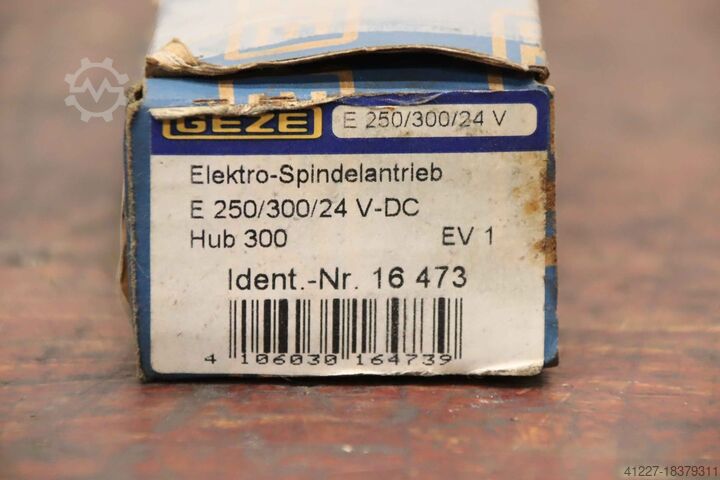 GEZE E 250/300/24 V
Elektro-Spindelantrieb
E 250/300/24 V-DC
Hub 300 EV 1
Ident.-Nr. 16 473
4 106030 164739
41227-18379311